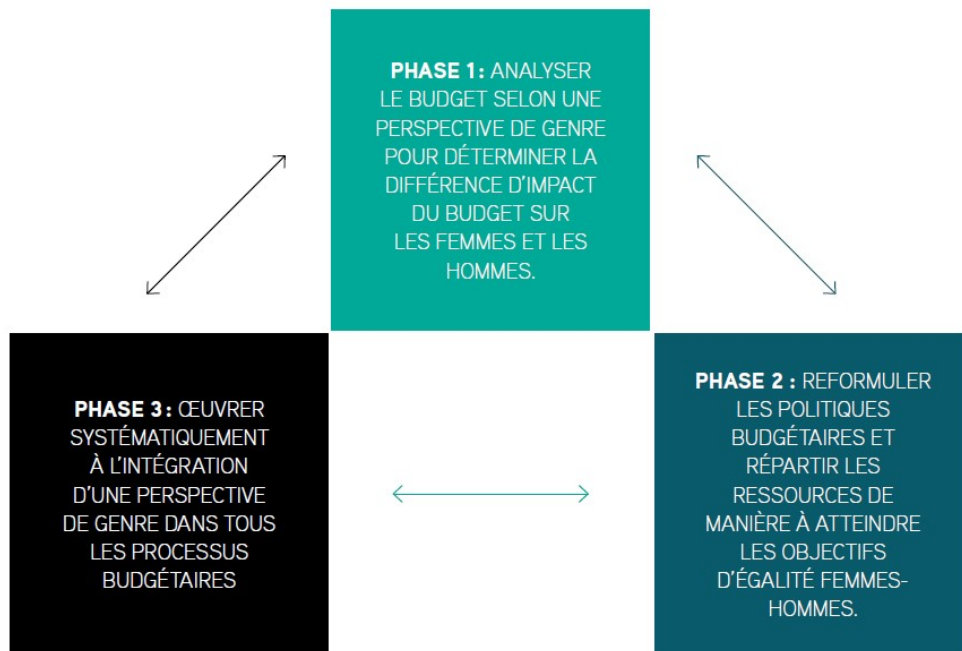 PHASE 1 : ANALYSER
LE BUDGET SELON UNE
PERSPECTIVE DE GENRE
POUR DÉTERMINER LA
DIFFÉRENCE D'IMPACT
DU BUDGET SUR
LES FEMMES ET LES
HOMMES.
PHASE 3 : ŒUVRER
SYSTÉMATIQUEMENT
À L'INTÉGRATION
D'UNE PERSPECTIVE
DE GENRE DANS TOUS
LES PROCESSUS
BUDGÉTAIRES
PHASE 2 : REFORMULER
LES POLITIQUES
BUDGÉTAIRES ET
RÉPARTIR LES
RESSOURCES DE
MANIÈRE À ATTEINDRE
LES OBJECTIFS
D'ÉGALITÉ FEMMES-
HOMMES.